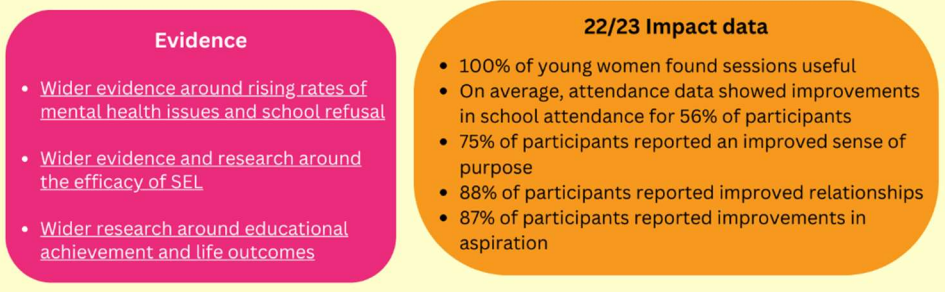 Evidence
• Wider evidence around rising rates of
mental health issues and school refusal
• Wider evidence and research around
the efficacy of SEL
• Wider research around educational
achievement and life outcomes
22/23 Impact data
• 100% of young women found sessions useful
• On average, attendance data showed improvements
in school attendance for 56% of participants
• 75% of participants reported an improved sense of
purpose
• 88% of participants reported improved relationships
• 87% of participants reported improvements in
aspiration